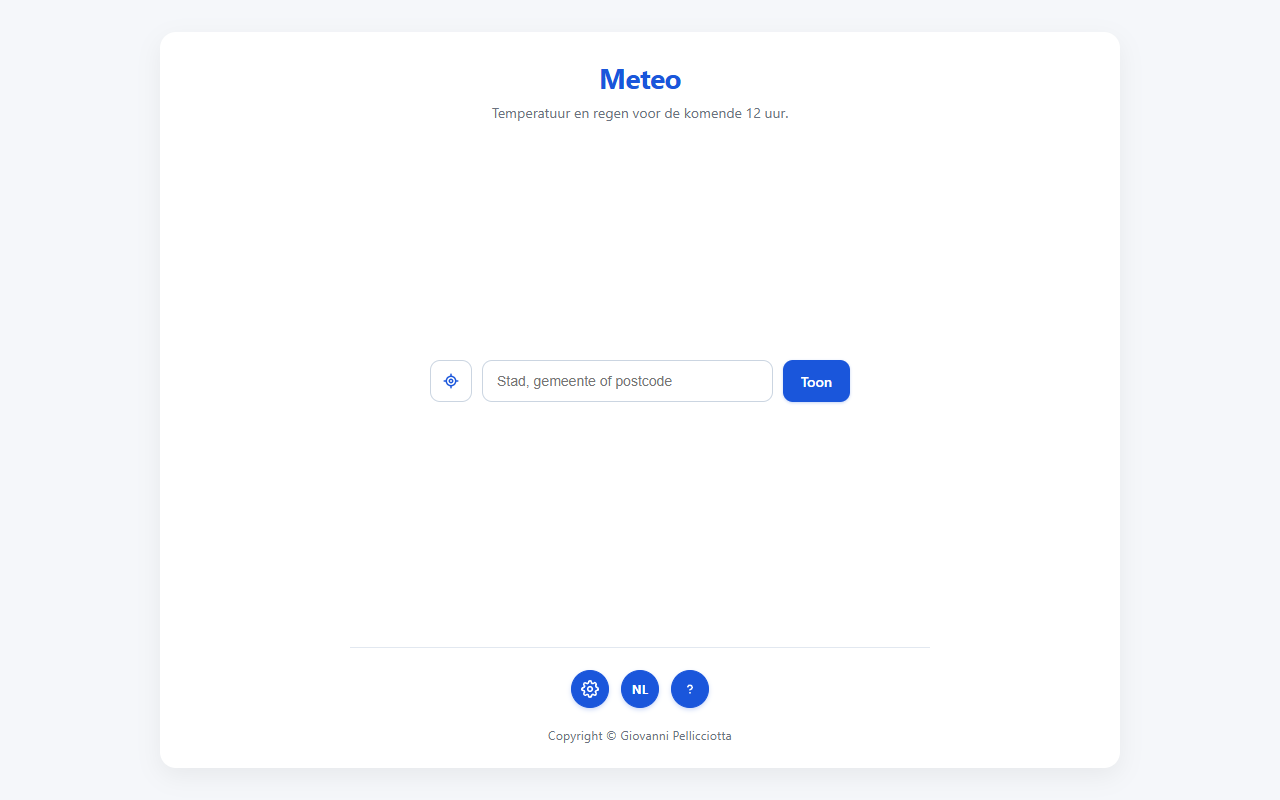 Meteo
Temperatuur en regen voor de komende 12 uur.
Stad, gemeente of postcode
Toon
NL
?
Copyright © Giovanni Pellicciotta